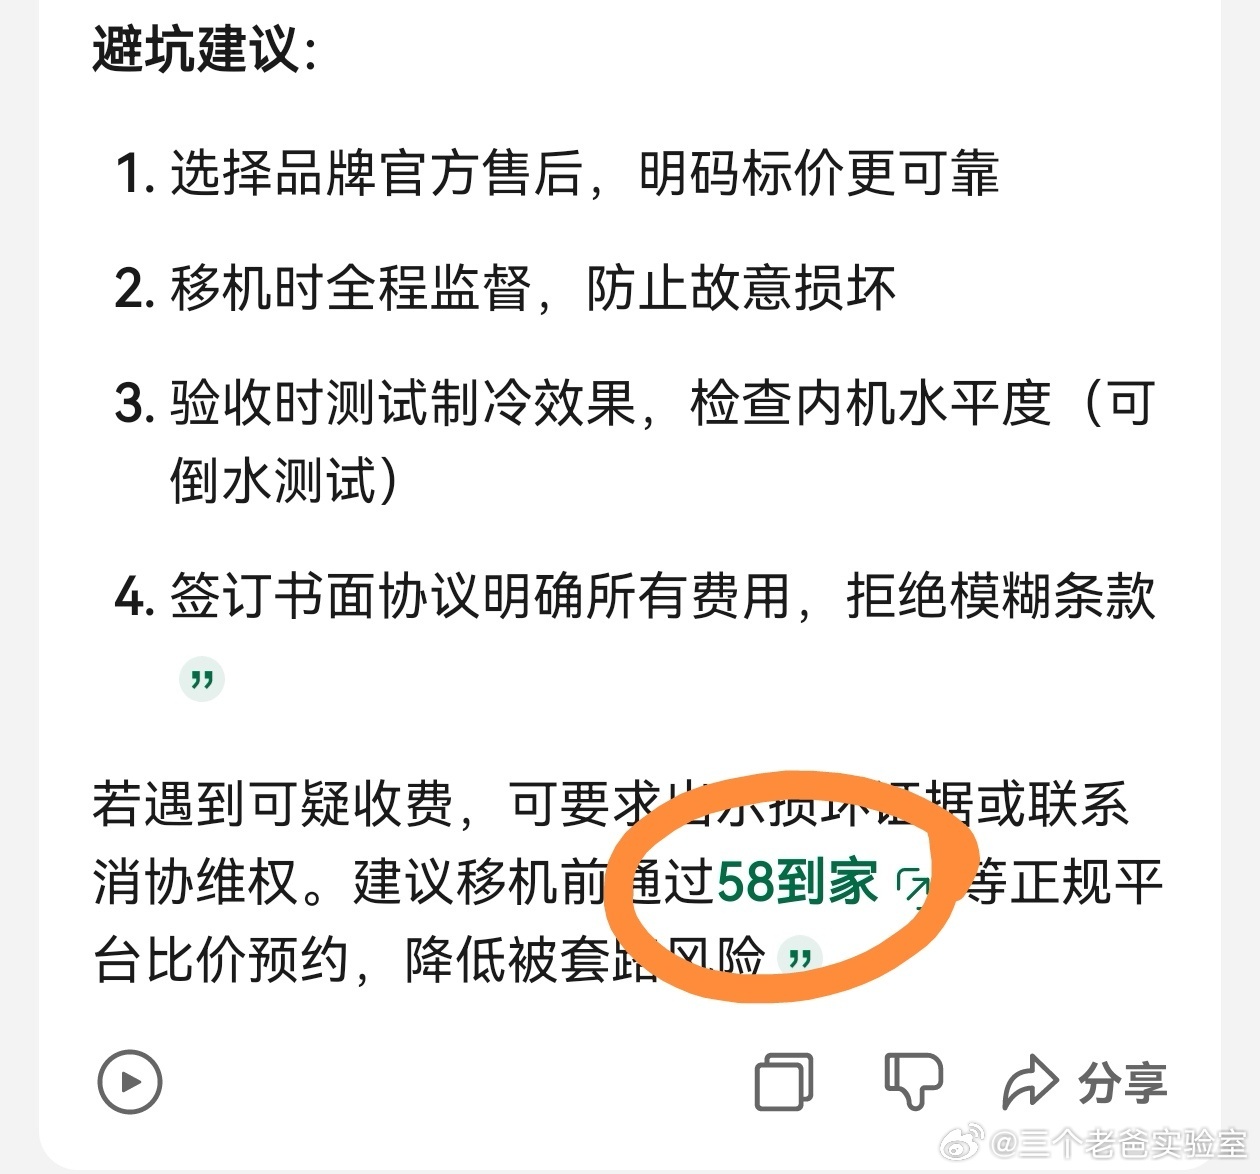 避坑建议：
1. 选择品牌官方售后，明码标价更可靠
2. 移机时全程监督，防止故意损坏
3. 验收时测试制冷效果，检查内机水平度（可
倒水测试）
4. 签订书面协议明确所有费用，拒绝模糊条款
”
若遇到可疑收费，可要求出示损坏证据或联系
消协维权。建议移机前通过58到家等正规平
台比价预约，降低被套路风险 ”
分享
@三个老爸实验室